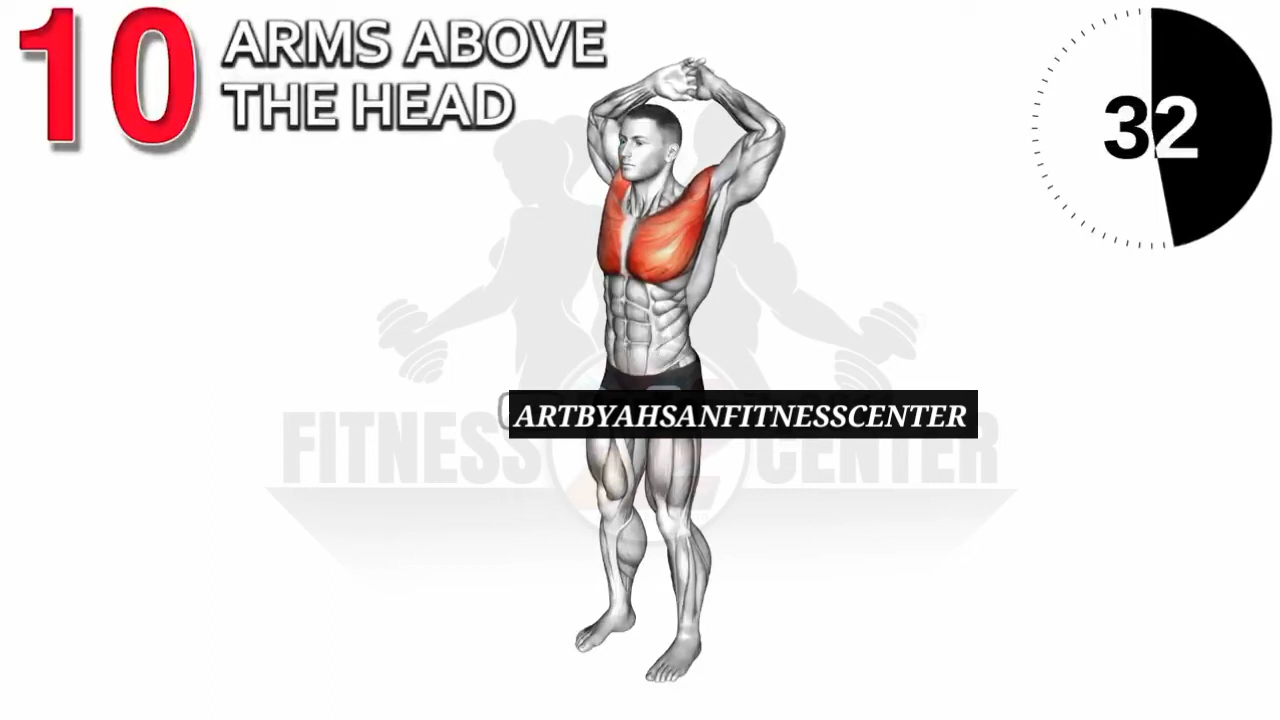 10
ARMS ABOVE
THE HEAD
32
ARTBYAHSANFITNESSCENTER
FITNESS CENTER